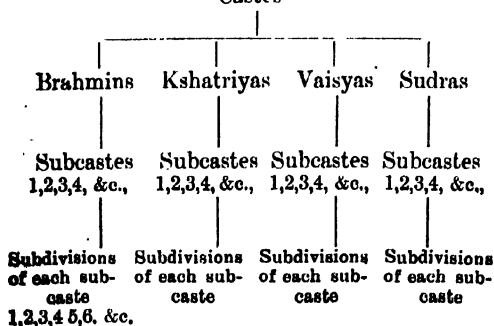 Castes
Brahmins Kshatriyas Vaisyas Sudras
Subcastes Subcastes Subcastes Subcastes
1,2,3,4, &c., 1,2,3,4, &c., 1,2,3,4, &c., 1,2,3,4, &c.,
Subdivisions Subdivisions Subdivisions Subdivisions
of each sub- of each sub- of each sub- of each sub-
caste caste caste caste
1,2,3,4 5,6. &c.